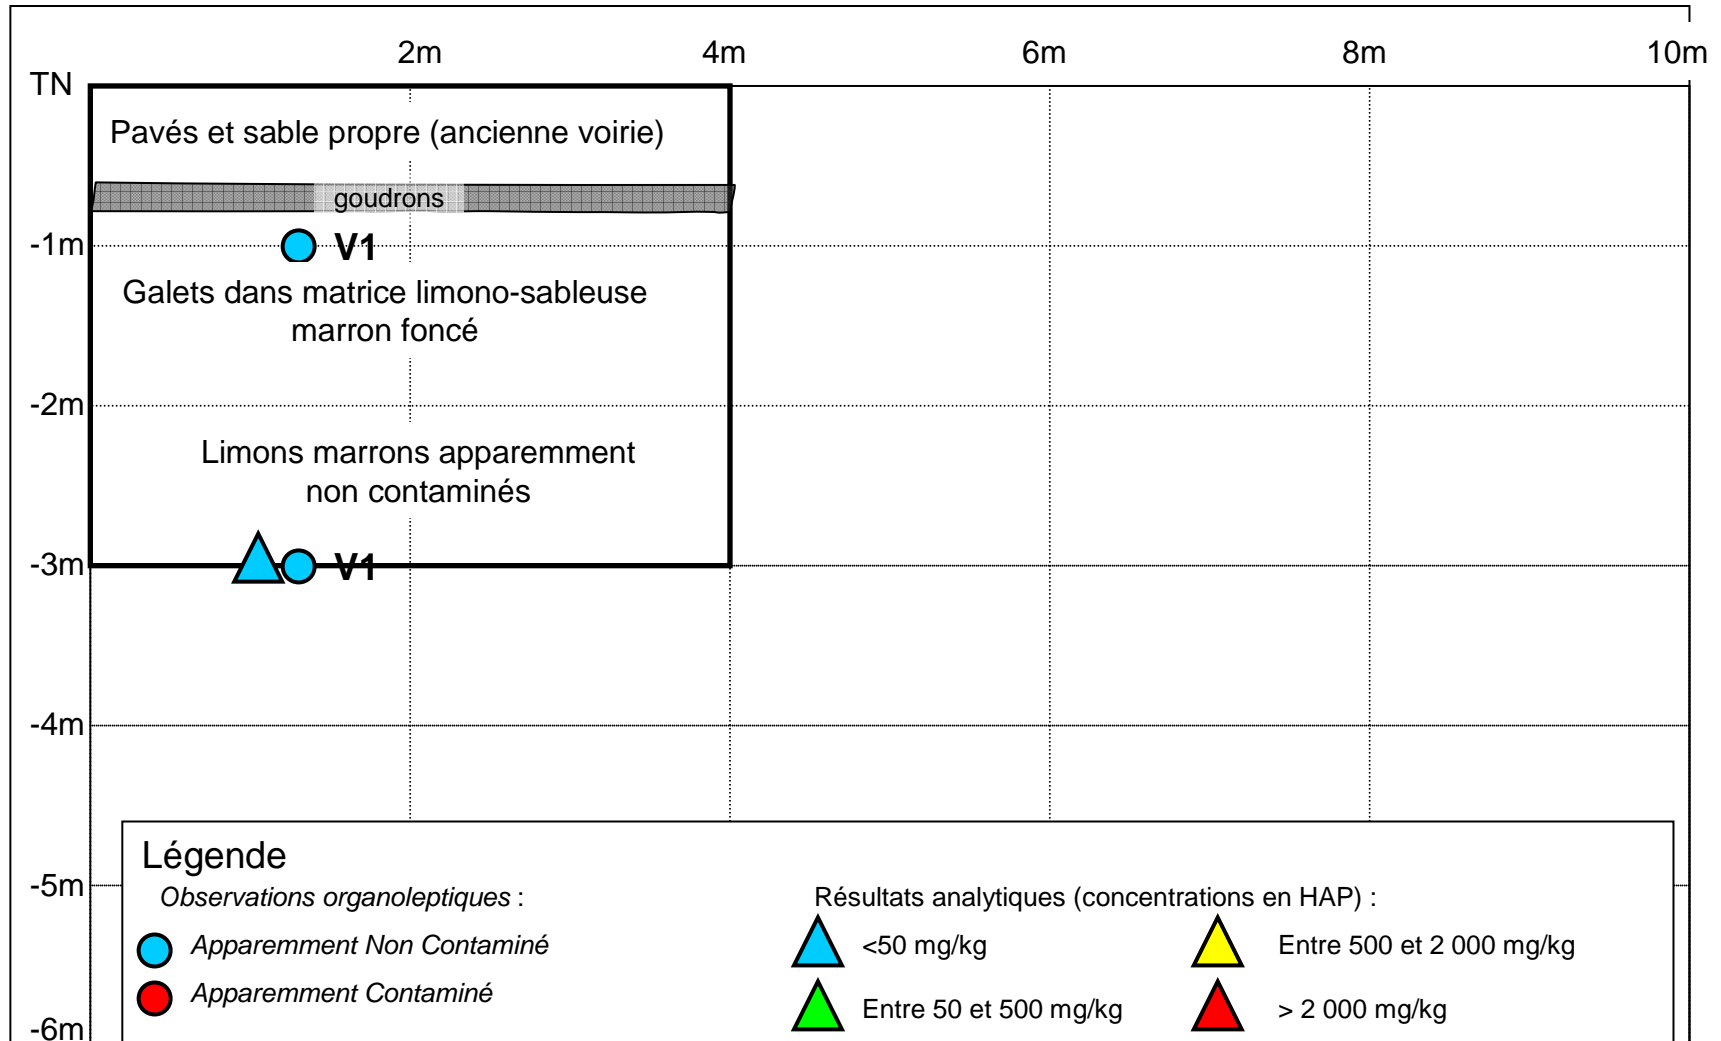 2m 4m 6m 8m 10m
TN
Pavés et sable propre (ancienne voirie)
goudrons
-1m
V1
Galets dans matrice limono-sableuse
marron foncé
-2m
Limons marrons apparemment
non contaminés
-3m
V1
-4m
Légende
-5m
Observations organoleptiques :
Résultats analytiques (concentrations en HAP) :
Apparemment Non Contaminé
<50 mg/kg
Entre 500 et 2 000 mg/kg
Apparemment Contaminé
Entre 50 et 500 mg/kg
> 2 000 mg/kg
-6m